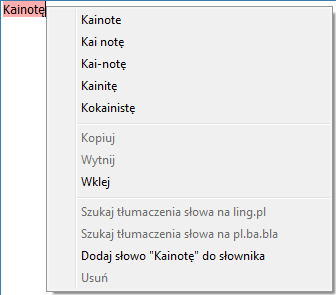 Kainotę
Kainote
Kai notę
Kai-notę
Kainitę
Kokainistę
Kopiuj
Wytnij
Wklej
Szukaj tłumaczenia słowa na ling.pl
Szukaj tłumaczenia słowa na pl.ba.bla
Dodaj słowo "Kainotę" do słownika
Usuń